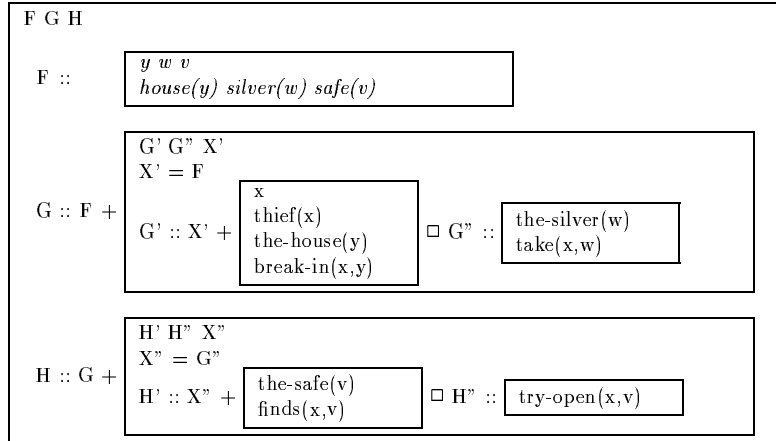 F G H
F ::
y w v
house(y) silver(w) safe(v)
G' G" X'
X' = F
G :: F +
G' :: X' +
x
thief(x)
the-house(y)
break-in(x,y)
□ G" ::
the-silver(w)
take(x,w)
H' H" X"
X" = G"
H :: G +
H' :: X" +
the-safe(v)
finds(x,v)
□ H" ::
try-open(x,v)